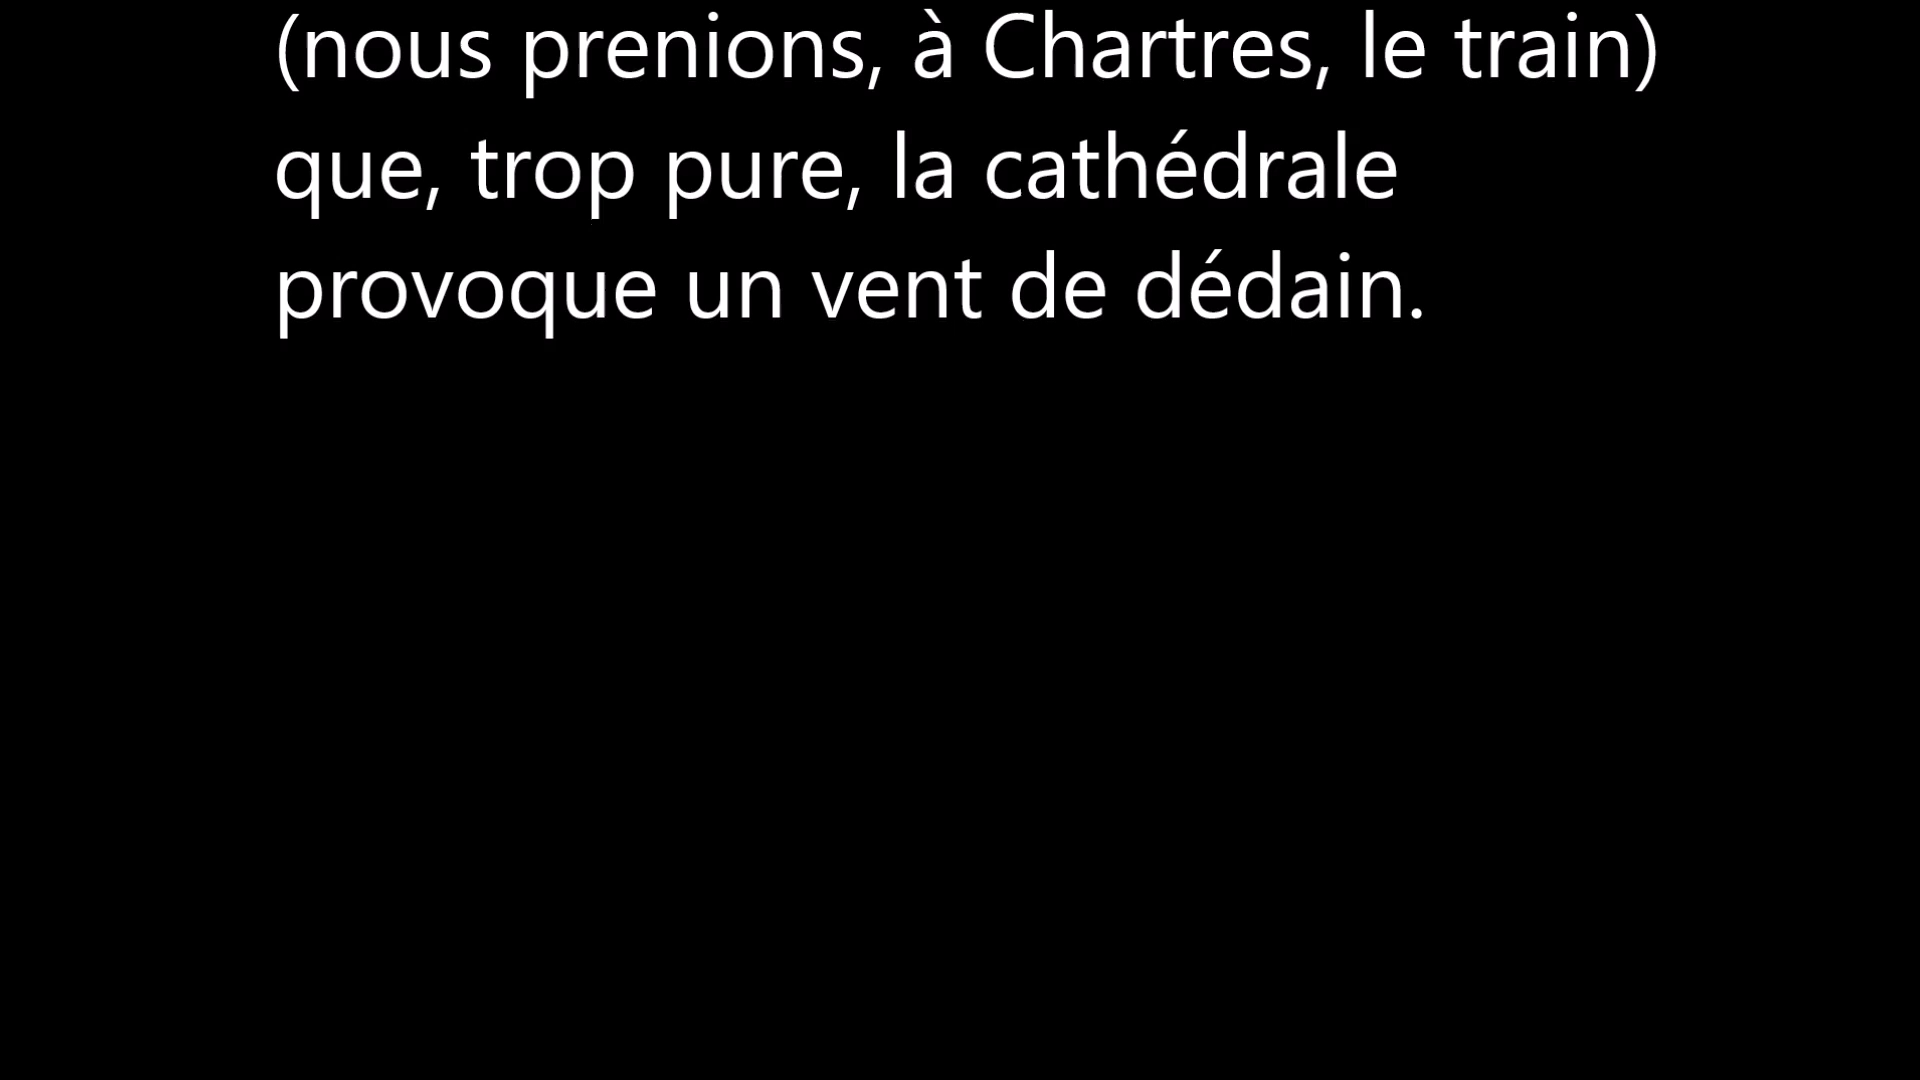 (nous prenions, à Chartres, le train)
que, trop pure, la cathédrale
provoque un vent de dédain.